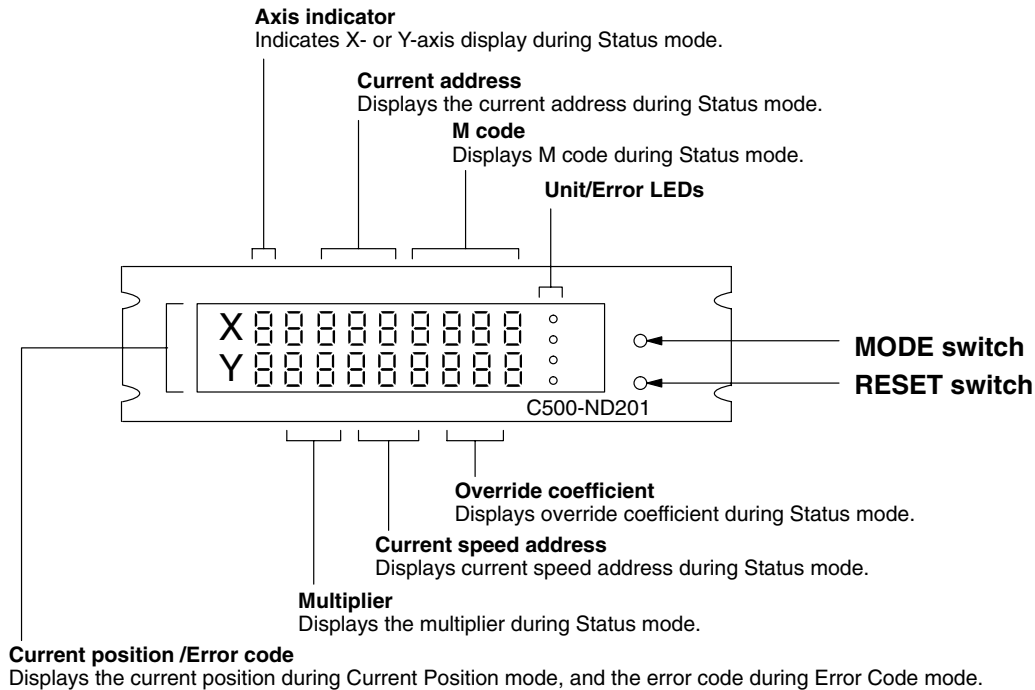 Axis indicator
Indicates X- or Y-axis display during Status mode.
Current address
Displays the current address during Status mode.
M code
Displays M code during Status mode.
Unit/Error LEDs
X
Y
MODE switch
RESET switch
C500-ND201
Override coefficient
Displays override coefficient during Status mode.
Current speed address
Displays current speed address during Status mode.
Multiplier
Displays the multiplier during Status mode.
Current position /Error code
Displays the current position during Current Position mode, and the error code during Error Code mode.